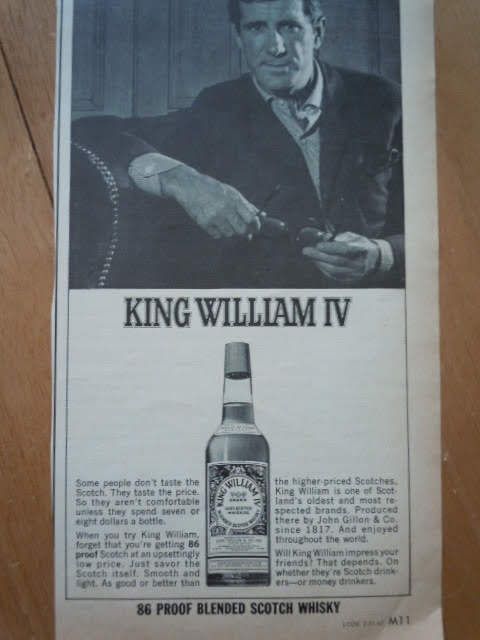 KING WILLIAM IV
Some people don't taste the
Scotch. They taste the price.
So they aren't comfortable
unless they spend seven or
eight dollars a bottle.
When you try King William,
forget that you're getting 86
proof Scotch at an upsettingly
low price. Just savor the
Scotch itself. Smooth and
light. As good or better than
KING WILLIAM IV
V.O.P
the higher-priced Scotches,
King William is one of Scot-
land's oldest and most re-
spected brands. Produced
there by John Gillon & Co.
since 1817. And enjoyed
throughout the world.
Will King William impress your
friends? That depends. On
whether they're Scotch drink-
ers—or money drinkers.
86 PROOF BLENDED SCOTCH WHISKY
LOOK M11